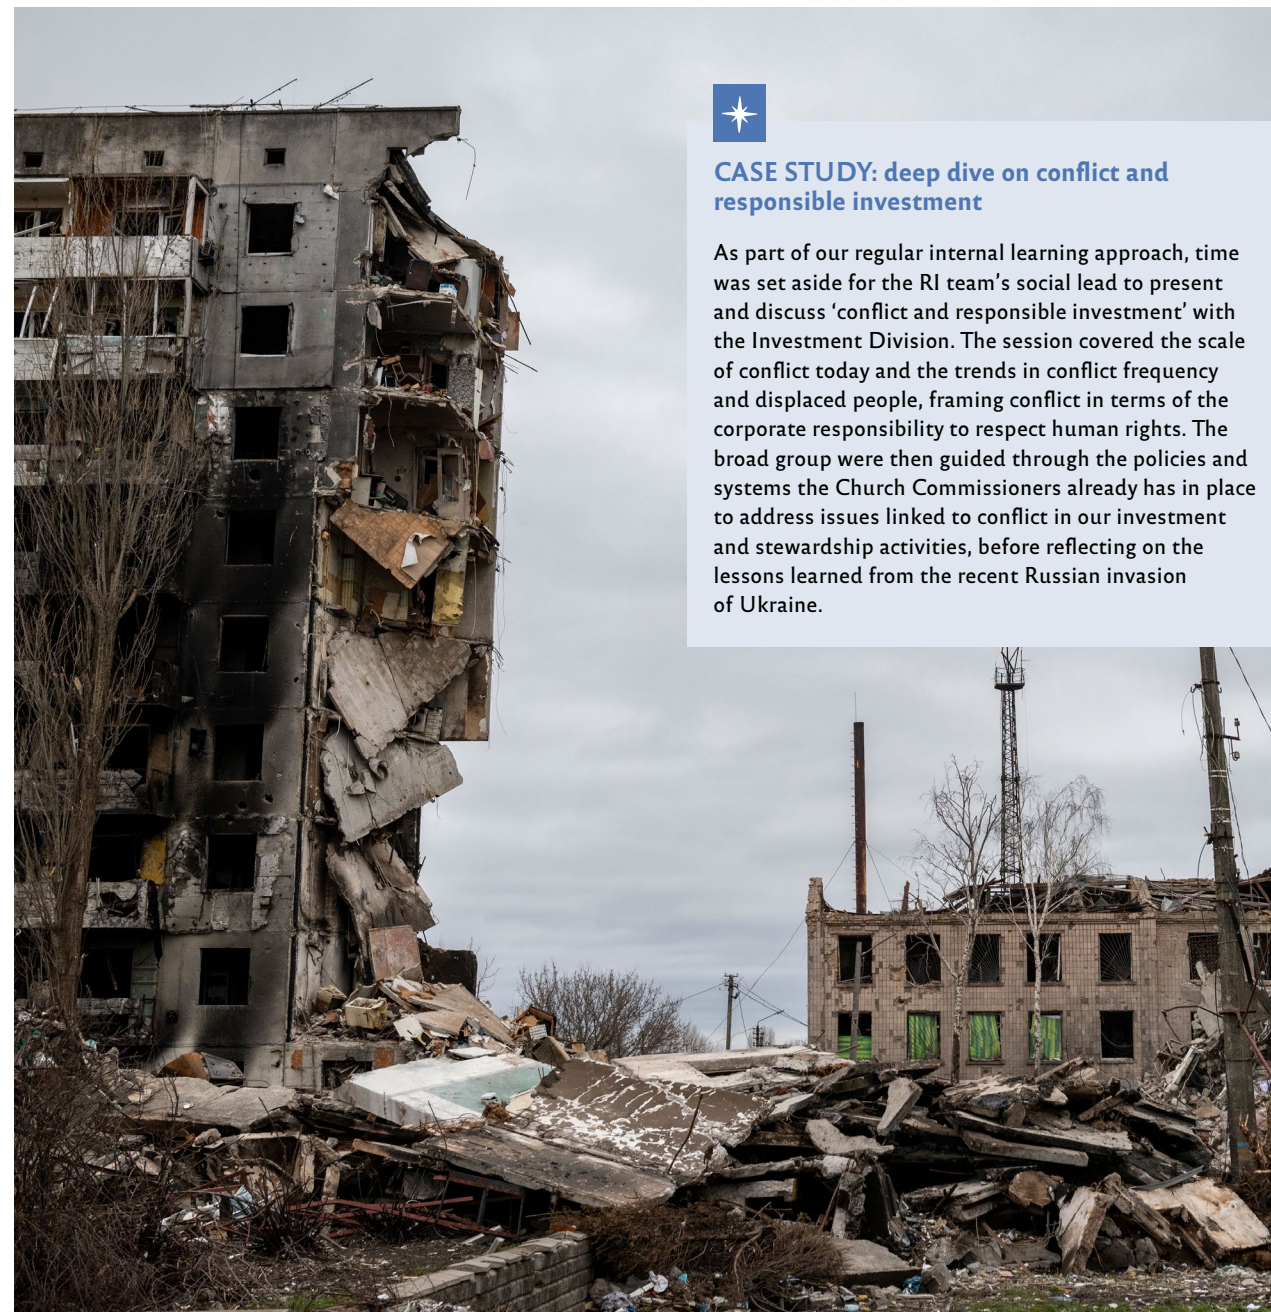 CASE STUDY: deep dive on conflict and
responsible investment
As part of our regular internal learning approach, time
was set aside for the RI team’s social lead to present
and discuss ‘conflict and responsible investment’ with
the Investment Division. The session covered the scale
of conflict today and the trends in conflict frequency
and displaced people, framing conflict in terms of the
corporate responsibility to respect human rights. The
broad group were then guided through the policies and
systems the Church Commissioners already has in place
to address issues linked to conflict in our investment
and stewardship activities, before reflecting on the
lessons learned from the recent Russian invasion
of Ukraine.